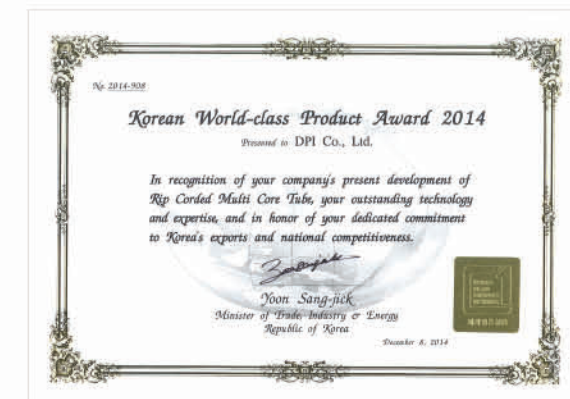 No. 2014-908
Korean World-class Product Award 2014
Presented to DPI Co., Ltd.
In recognition of your company's present development of
Rip Corded Multi Core Tube, your outstanding technology
and expertise, and in honor of your dedicated commitment
to Korea's exports and national competitiveness.
Yoon Sang-jick
Minister of Trade, Industry & Energy
Republic of Korea
December 8, 2014